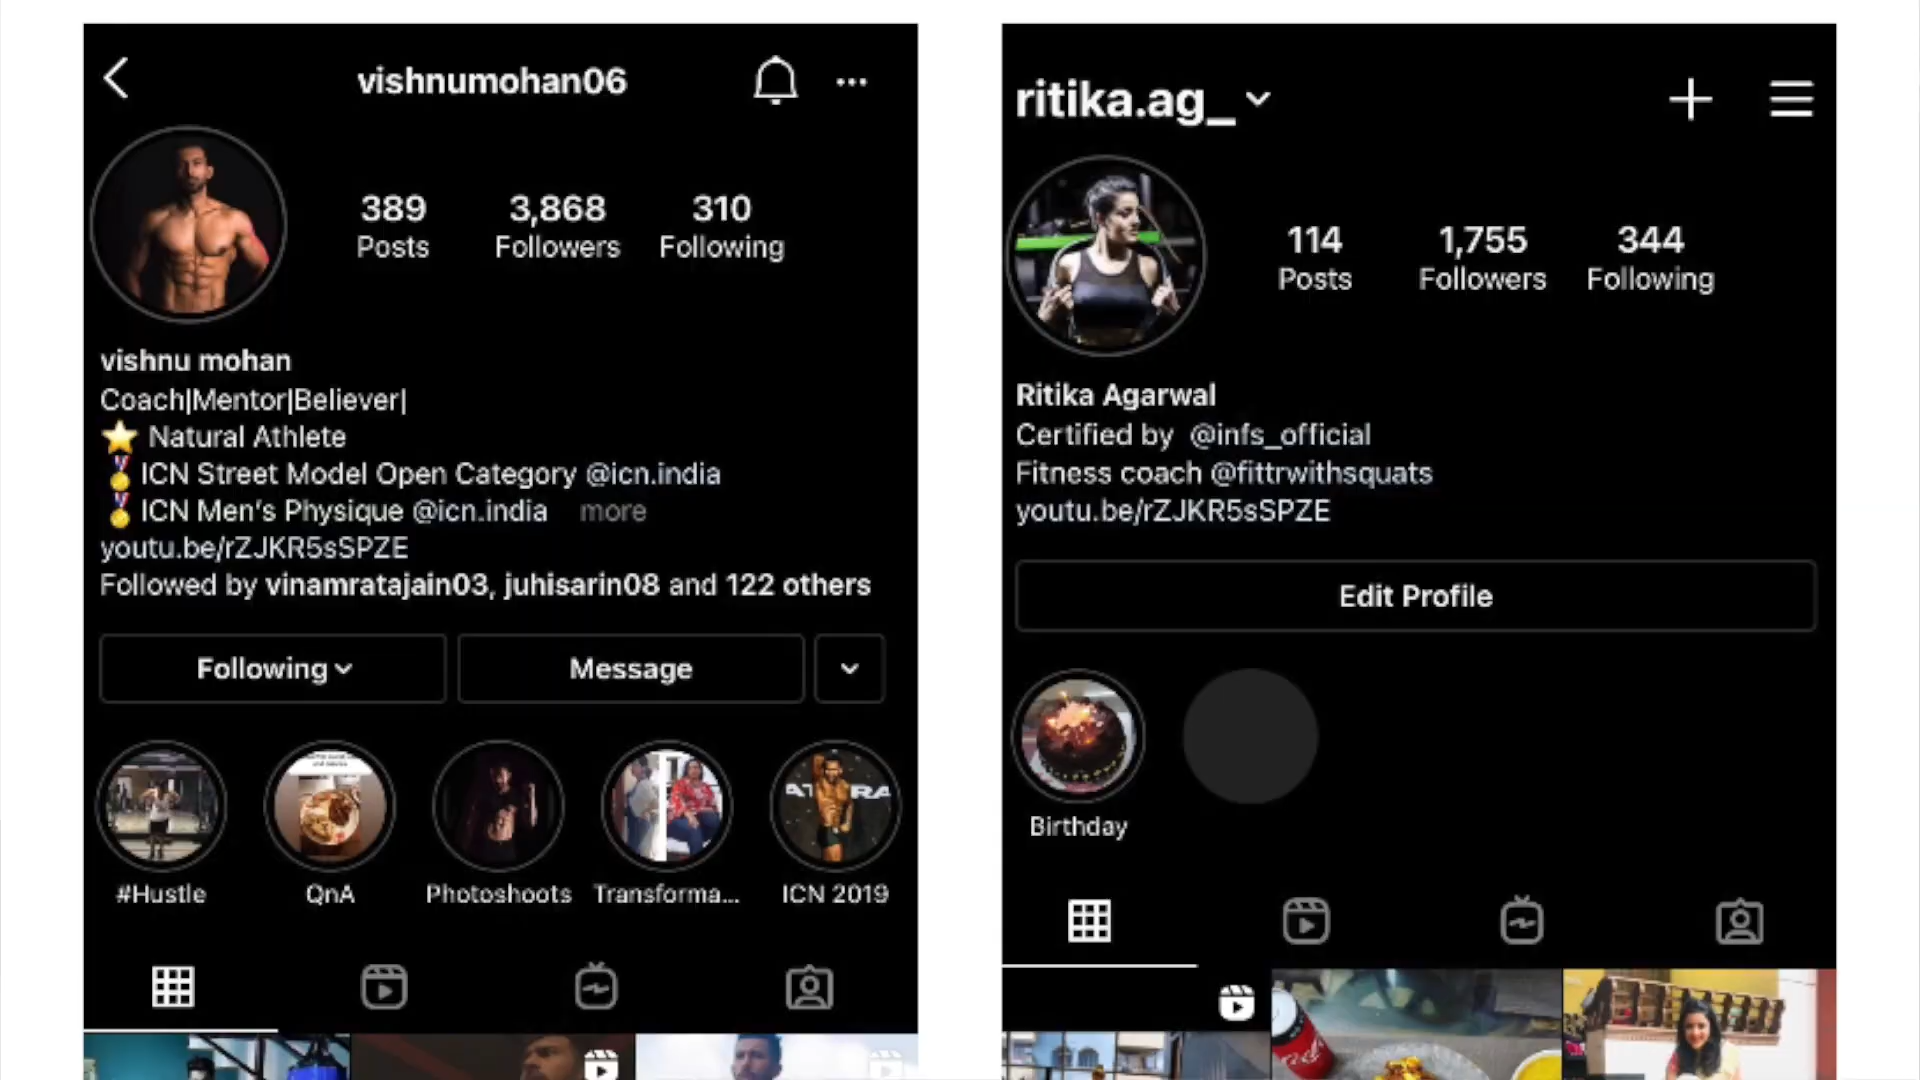 vishnumohan06
389
3,868
310
Posts
Followers
Following
vishnu mohan
Coach|Mentor|Believer|
⭐ Natural Athlete
🏅ICN Street Model Open Category @icn.india
🏅ICN Men's Physique @icn.india more
youtu.be/rZJKR5sSPZE
Followed by vinamratajain03, juhisarin08 and 122 others
Following
Message
#Hustle
QnA
Photoshoots
Transforma...
ICN 2019
ritika.ag_
114
1,755
344
Posts
Followers
Following
Ritika Agarwal
Certified by @infs_official
Fitness coach @fittrwithsquats
youtu.be/rZJKR5sSPZE
Edit Profile
Birthday